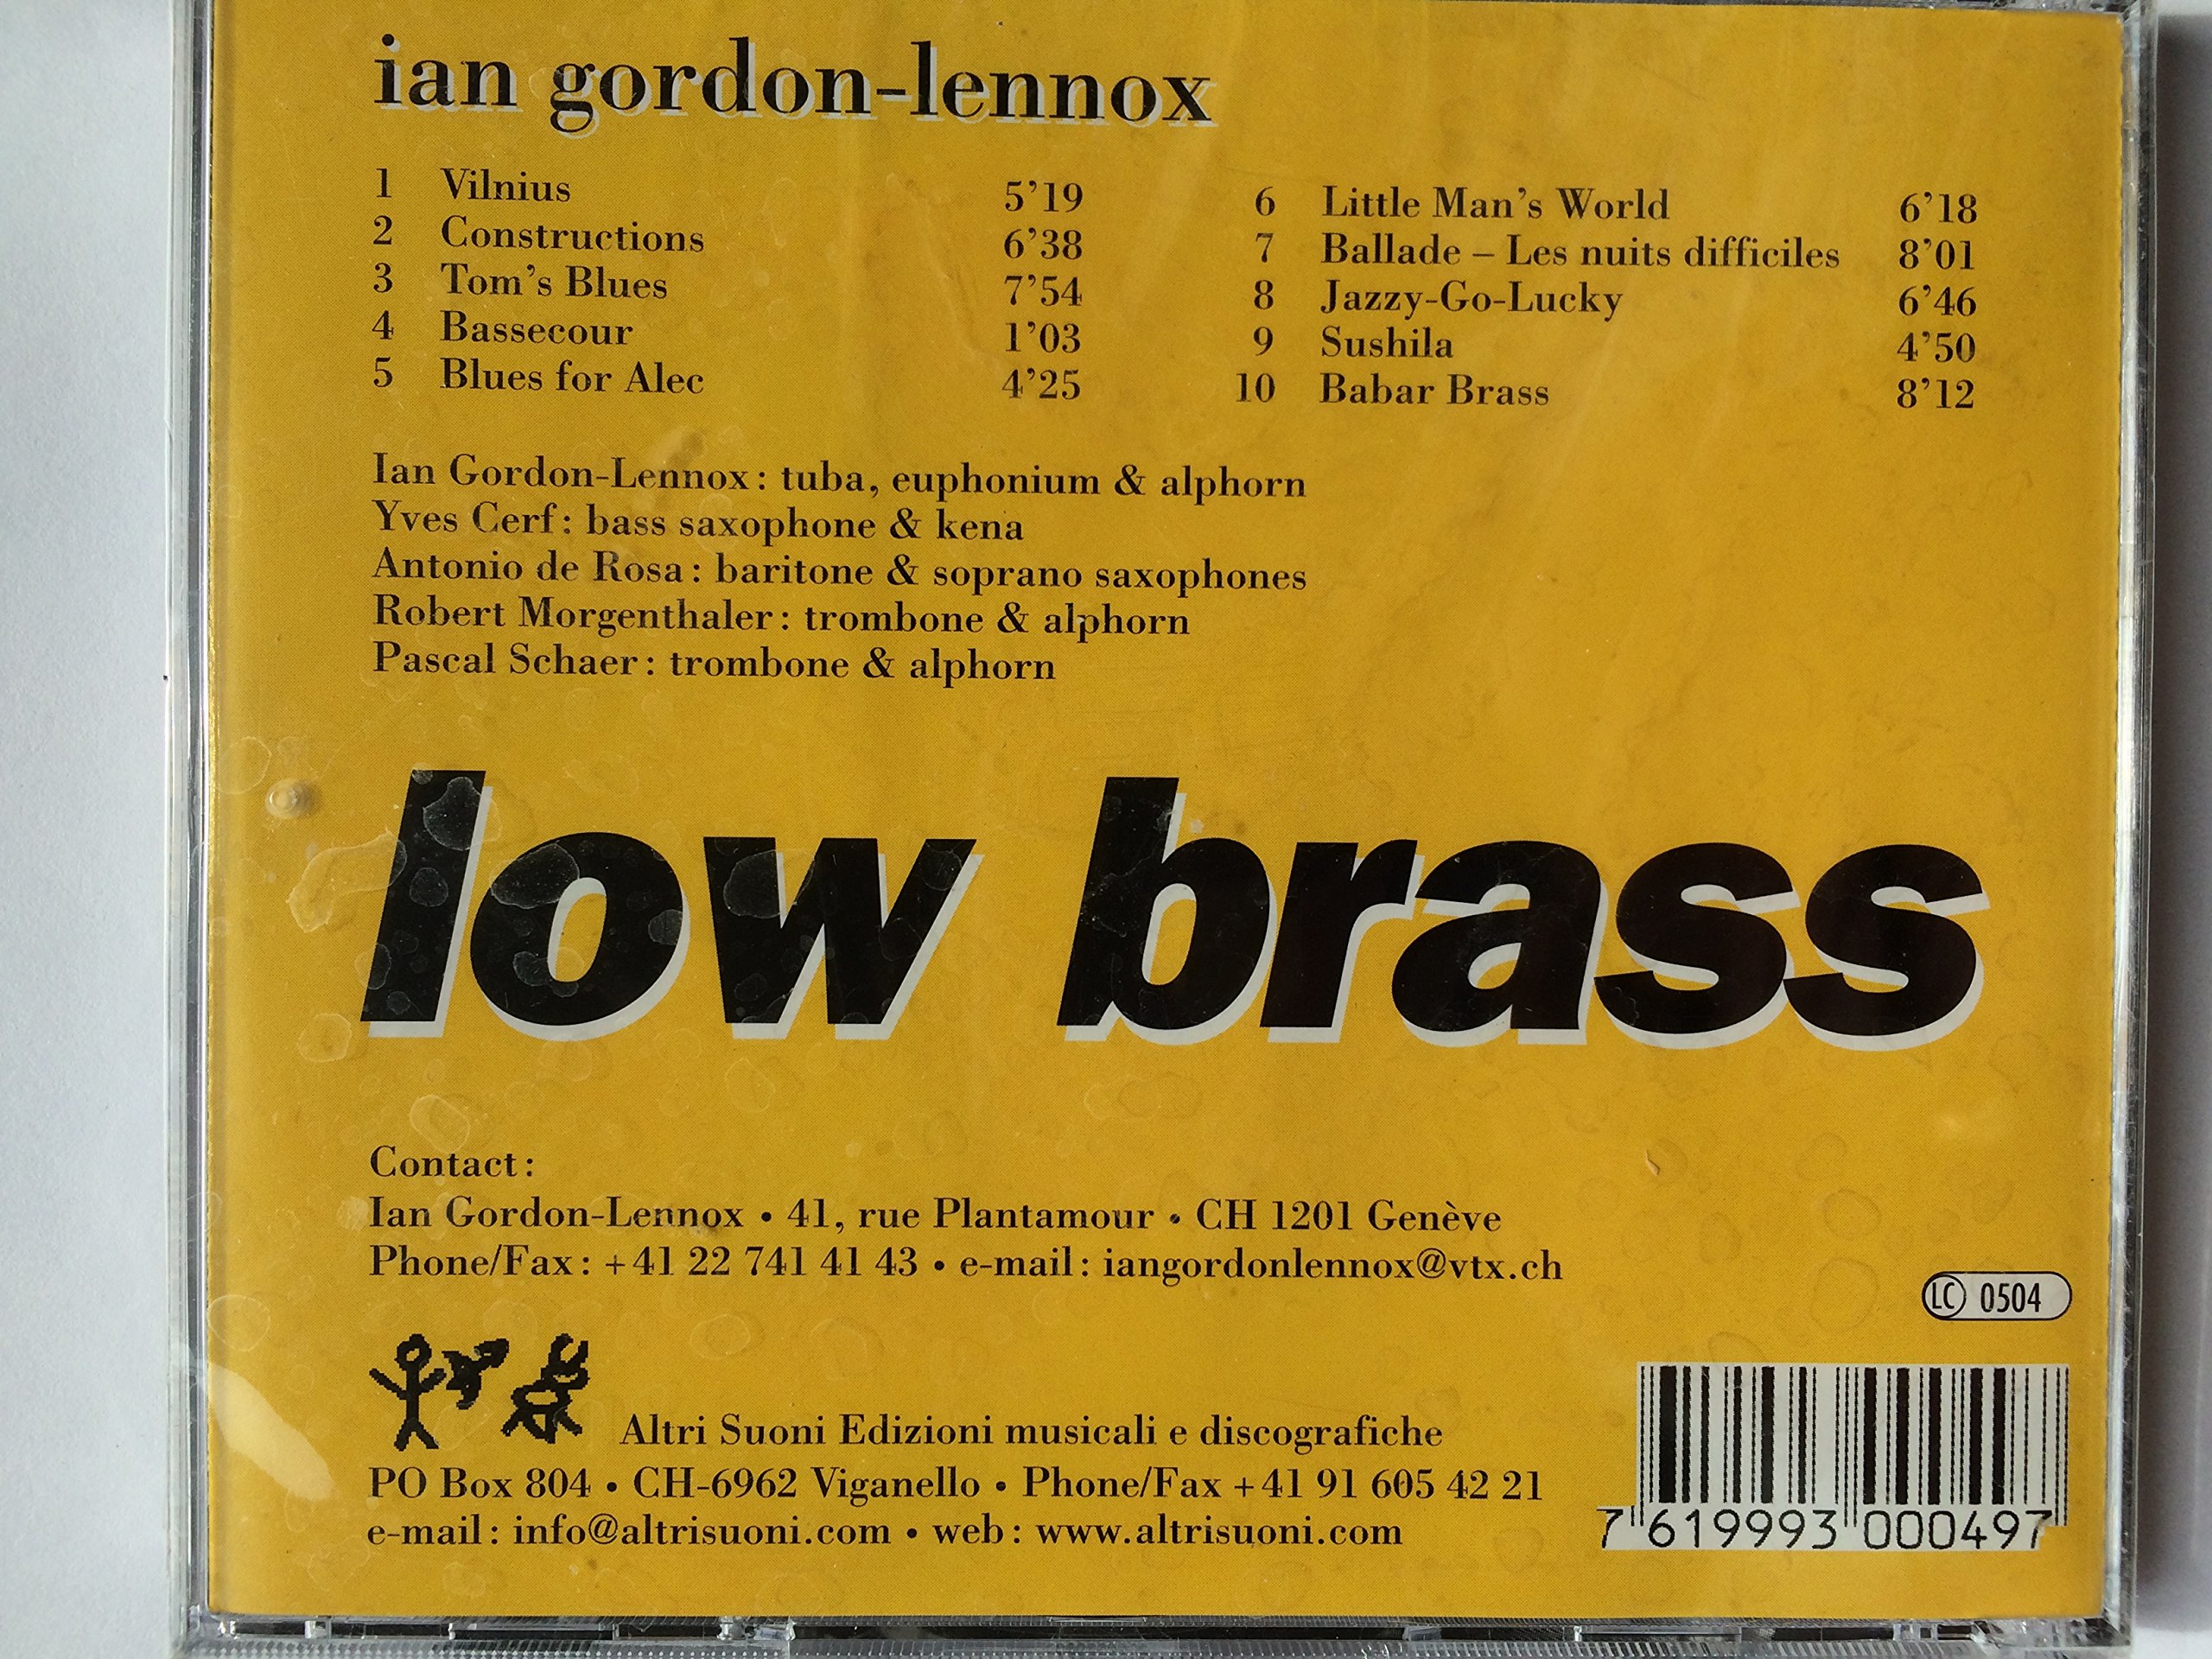 ian gordon-lennox
1 Vilnius 5’19
2 Constructions 6’38
3 Tom’s Blues 7’54
4 Bassecour 1’03
5 Blues for Alec 4’25
6 Little Man’s World 6’18
7 Ballade – Les nuits difficiles 8’01
8 Jazzy-Go-Lucky 6’46
9 Sushila 4’50
10 Babar Brass 8’12
Ian Gordon-Lennox: tuba, euphonium & alphorn
Yves Cerf: bass saxophone & kena
Antonio de Rosa: baritone & soprano saxophones
Robert Morgenthaler: trombone & alphorn
Pascal Schaer: trombone & alphorn
low brass
Contact:
Ian Gordon-Lennox • 41, rue Plantamour • CH 1201 Genève
Phone/Fax: +41 22 741 41 43 • e-mail: iangordonlennox@vtx.ch
LC 0504
Altri Suoni Edizioni musicali e discografiche
PO Box 804 • CH-6962 Viganello • Phone/Fax +41 91 605 42 21
e-mail: info@altrisuoni.com • web: www.altrisuoni.com
7 619993 000497